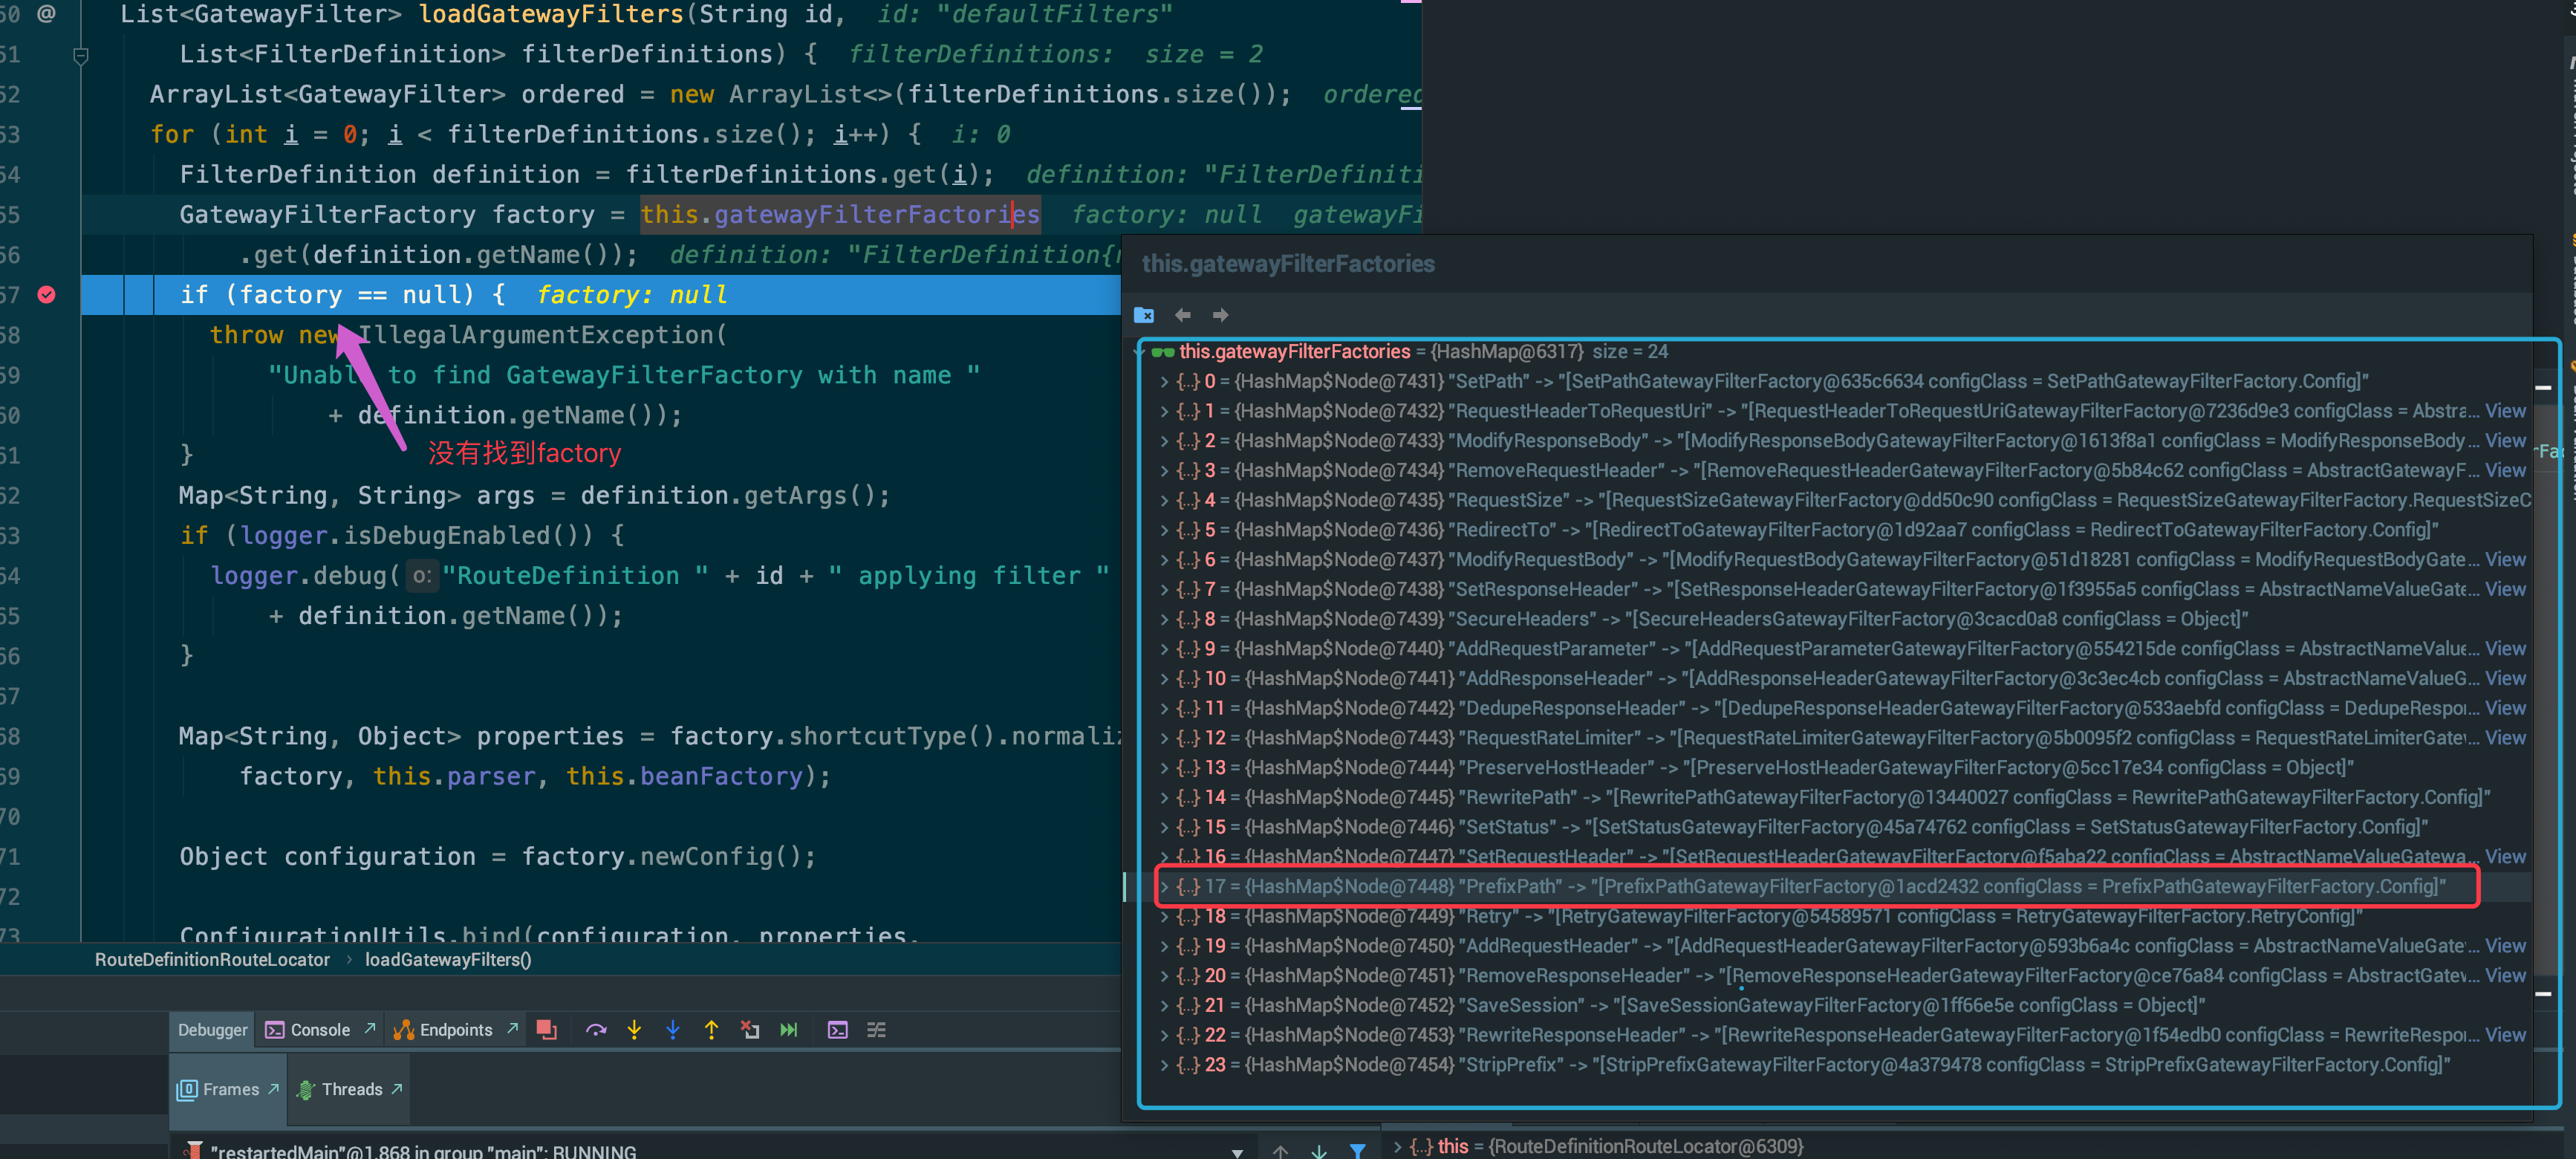 50 @ List<GatewayFilter> loadGatewayFilters(String id, id: "defaultFilters"
51 List<FilterDefinition> filterDefinitions) { filterDefinitions: size = 2
52 ArrayList<GatewayFilter> ordered = new ArrayList<>(filterDefinitions.size()); ordered
53 for (int i = 0; i < filterDefinitions.size(); i++) { i: 0
54 FilterDefinition definition = filterDefinitions.get(i); definition: "FilterDefiniti
55 GatewayFilterFactory factory = this.gatewayFilterFactories factory: null gatewayFi
56 .get(definition.getName()); definition: "FilterDefinition{
57 if (factory == null) { factory: null
58 throw new IllegalArgumentException(
59 "Unable to find GatewayFilterFactory with name "
60 + definition.getName());
没有找到factory
61 }
62 Map<String, String> args = definition.getArgs();
63 if (logger.isDebugEnabled()) {
64 logger.debug( o: "RouteDefinition " + id + " applying filter "
65 + definition.getName());
66 }
67
68 Map<String, Object> properties = factory.shortcutType().normaliz
69 factory, this.parser, this.beanFactory);
70
71 Object configuration = factory.newConfig();
72
73 ConfigurationUtils.bind(configuration, properties,
RouteDefinitionRouteLocator › loadGatewayFilters()
this.gatewayFilterFactories
this.gatewayFilterFactories = {HashMap@6317} size = 24
{...} 0 = {HashMap$Node@7431} "SetPath" -> "[SetPathGatewayFilterFactory@635c6634 configClass = SetPathGatewayFilterFactory.Config]"
{...} 1 = {HashMap$Node@7432} "RequestHeaderToRequestUri" -> "[RequestHeaderToRequestUriGatewayFilterFactory@7236d9e3 configClass = Abstra... View
{...} 2 = {HashMap$Node@7433} "ModifyResponseBody" -> "[ModifyResponseBodyGatewayFilterFactory@1613f8a1 configClass = ModifyResponseBody... View
{...} 3 = {HashMap$Node@7434} "RemoveRequestHeader" -> "[RemoveRequestHeaderGatewayFilterFactory@5b84c62 configClass = AbstractGatewayF... View
{...} 4 = {HashMap$Node@7435} "RequestSize" -> "[RequestSizeGatewayFilterFactory@dd50c90 configClass = RequestSizeGatewayFilterFactory.RequestSizeC
{...} 5 = {HashMap$Node@7436} "RedirectTo" -> "[RedirectToGatewayFilterFactory@1d92aa7 configClass = RedirectToGatewayFilterFactory.Config]"
{...} 6 = {HashMap$Node@7437} "ModifyRequestBody" -> "[ModifyRequestBodyGatewayFilterFactory@51d18281 configClass = ModifyRequestBodyGate... View
{...} 7 = {HashMap$Node@7438} "SetResponseHeader" -> "[SetResponseHeaderGatewayFilterFactory@1f3955a5 configClass = AbstractNameValueGate... View
{...} 8 = {HashMap$Node@7439} "SecureHeaders" -> "[SecureHeadersGatewayFilterFactory@3cacd0a8 configClass = Object]"
{...} 9 = {HashMap$Node@7440} "AddRequestParameter" -> "[AddRequestParameterGatewayFilterFactory@554215de configClass = AbstractNameValue... View
{...} 10 = {HashMap$Node@7441} "AddResponseHeader" -> "[AddResponseHeaderGatewayFilterFactory@3c3ec4cb configClass = AbstractNameValueG... View
{...} 11 = {HashMap$Node@7442} "DedupeResponseHeader" -> "[DedupeResponseHeaderGatewayFilterFactory@533aebfd configClass = DedupeRespo... View
{...} 12 = {HashMap$Node@7443} "RequestRateLimiter" -> "[RequestRateLimiterGatewayFilterFactory@5b0095f2 configClass = RequestRateLimiterGatew... View
{...} 13 = {HashMap$Node@7444} "PreserveHostHeader" -> "[PreserveHostHeaderGatewayFilterFactory@5cc17e34 configClass = Object]"
{...} 14 = {HashMap$Node@7445} "RewritePath" -> "[RewritePathGatewayFilterFactory@13440027 configClass = RewritePathGatewayFilterFactory.Config]"
{...} 15 = {HashMap$Node@7446} "SetStatus" -> "[SetStatusGatewayFilterFactory@45a74762 configClass = SetStatusGatewayFilterFactory.Config]"
{...} 16 = {HashMap$Node@7447} "SetRequestHeader" -> "[SetRequestHeaderGatewayFilterFactory@f5aba22 configClass = AbstractNameValueGatewa... View
{...} 17 = {HashMap$Node@7448} "PrefixPath" -> "[PrefixPathGatewayFilterFactory@1acd2432 configClass = PrefixPathGatewayFilterFactory.Config]"
{...} 18 = {HashMap$Node@7449} "Retry" -> "[RetryGatewayFilterFactory@54589571 configClass = RetryGatewayFilterFactory.RetryConfig]"
{...} 19 = {HashMap$Node@7450} "AddRequestHeader" -> "[AddRequestHeaderGatewayFilterFactory@593b6a4c configClass = AbstractNameValueGatew... View
{...} 20 = {HashMap$Node@7451} "RemoveResponseHeader" -> "[RemoveResponseHeaderGatewayFilterFactory@ce76a84 configClass = AbstractGatew... View
{...} 21 = {HashMap$Node@7452} "SaveSession" -> "[SaveSessionGatewayFilterFactory@1ff66e5e configClass = Object]"
{...} 22 = {HashMap$Node@7453} "RewriteResponseHeader" -> "[RewriteResponseHeaderGatewayFilterFactory@1f54edb0 configClass = RewriteRespon... View
{...} 23 = {HashMap$Node@7454} "StripPrefix" -> "[StripPrefixGatewayFilterFactory@4a379478 configClass = StripPrefixGatewayFilterFactory.Config]"
Debugger Console Endpoints
Frames Threads
"restartedMain"@1,868 in group "main": RUNNING
{...} this = {RouteDefinitionRouteLocator@6309}